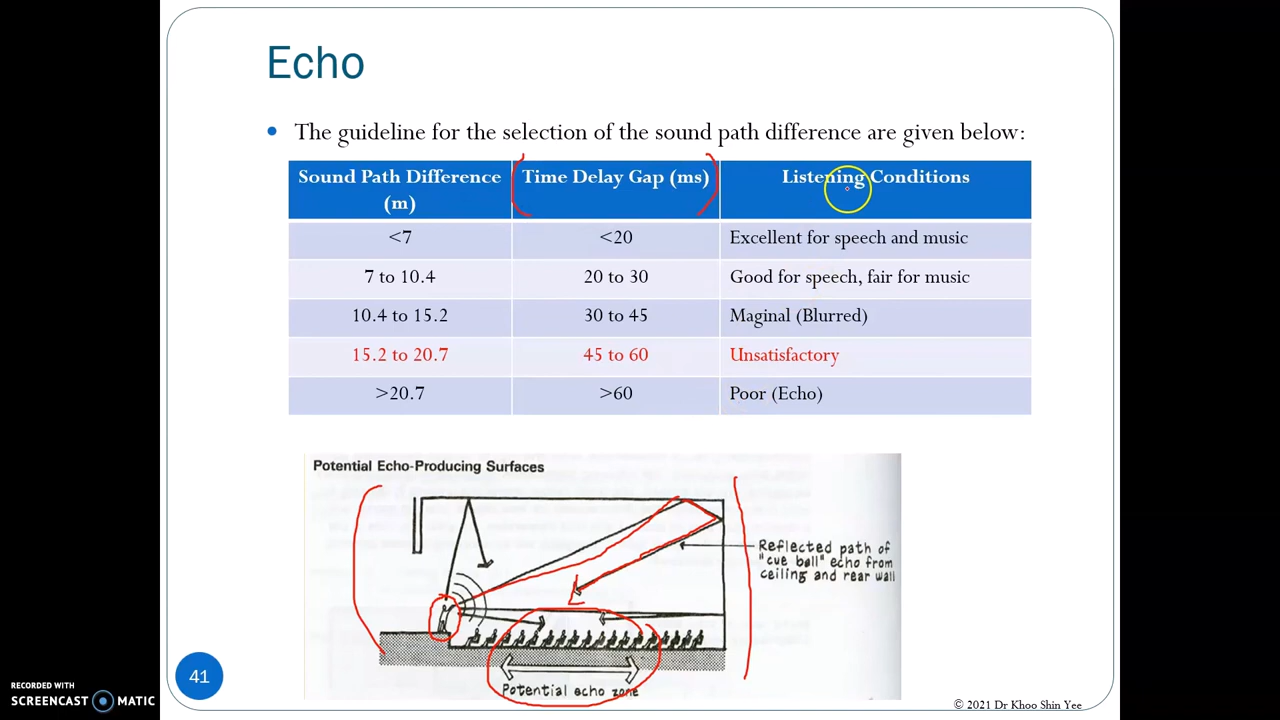 Echo
• The guideline for the selection of the sound path difference are given below:
Sound Path Difference (m) Time Delay Gap (ms) Listening Conditions
<7 <20 Excellent for speech and music
7 to 10.4 20 to 30 Good for speech, fair for music
10.4 to 15.2 30 to 45 Maginal (Blurred)
15.2 to 20.7 45 to 60 Unsatisfactory
>20.7 >60 Poor (Echo)
Potential Echo-Producing Surfaces
Reflected path of
"cue ball" echo from
ceiling and rear wall
Potential echo zone
41
RECORDED WITH
SCREENCAST MATIC
© 2021 Dr Khoo Shin Yee